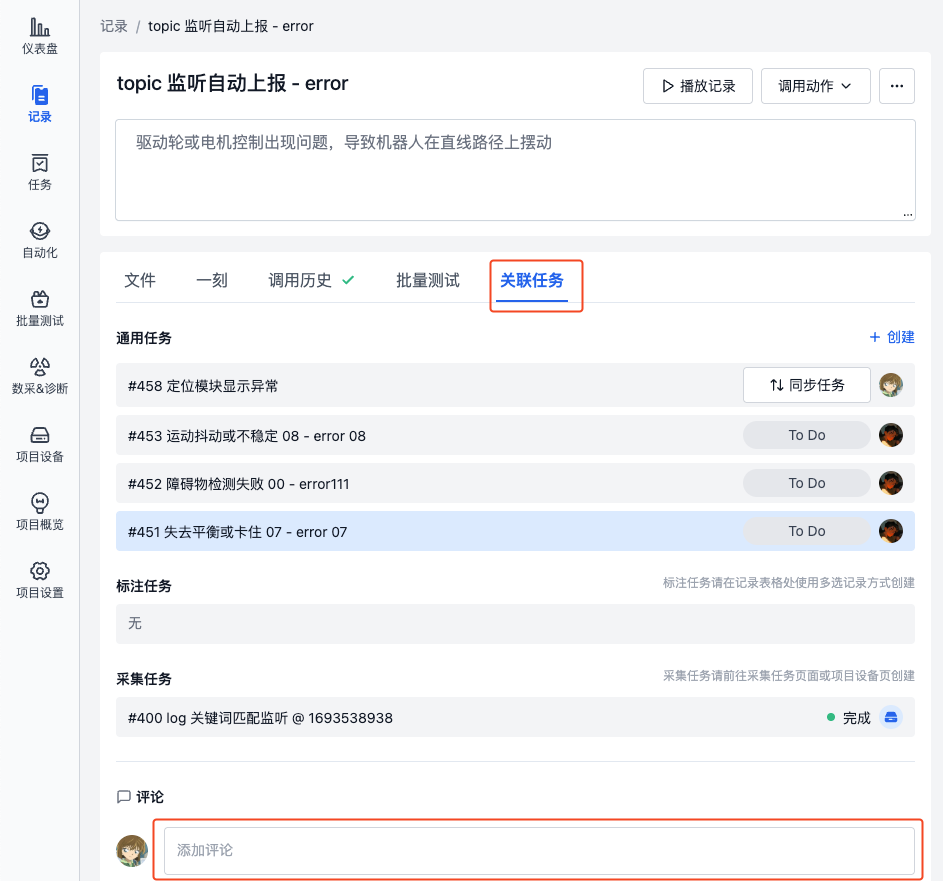 仪表盘
记录
任务
自动化
批量测试
数采&诊断
项目设备
项目概览
项目设置
记录 / topic 监听自动上报 - error
topic 监听自动上报 - error
播放记录
调用动作
驱动轮或电机控制出现问题，导致机器人在直线路径上摆动
文件 一刻 调用历史 批量测试 关联任务
通用任务 + 创建
#458 定位模块显示异常 同步任务
#453 运动抖动或不稳定 08 - error 08 To Do
#452 障碍物检测失败 00 - error111 To Do
#451 失去平衡或卡住 07 - error 07 To Do
标注任务 标注任务请在记录表格处使用多选记录方式创建
无
采集任务 采集任务请前往采集任务页面或项目设备页创建
#400 log 关键词匹配监听 @ 1693538938 完成
评论
添加评论